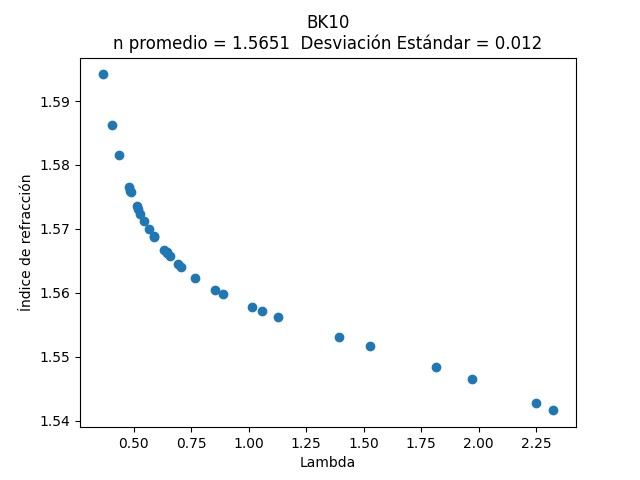 BK10
n promedio = 1.5651  Desviación Estándar = 0.012
1.59
1.58
1.57
1.56
1.55
1.54
Índice de refracción
0.50 0.75 1.00 1.25 1.50 1.75 2.00 2.25
Lambda